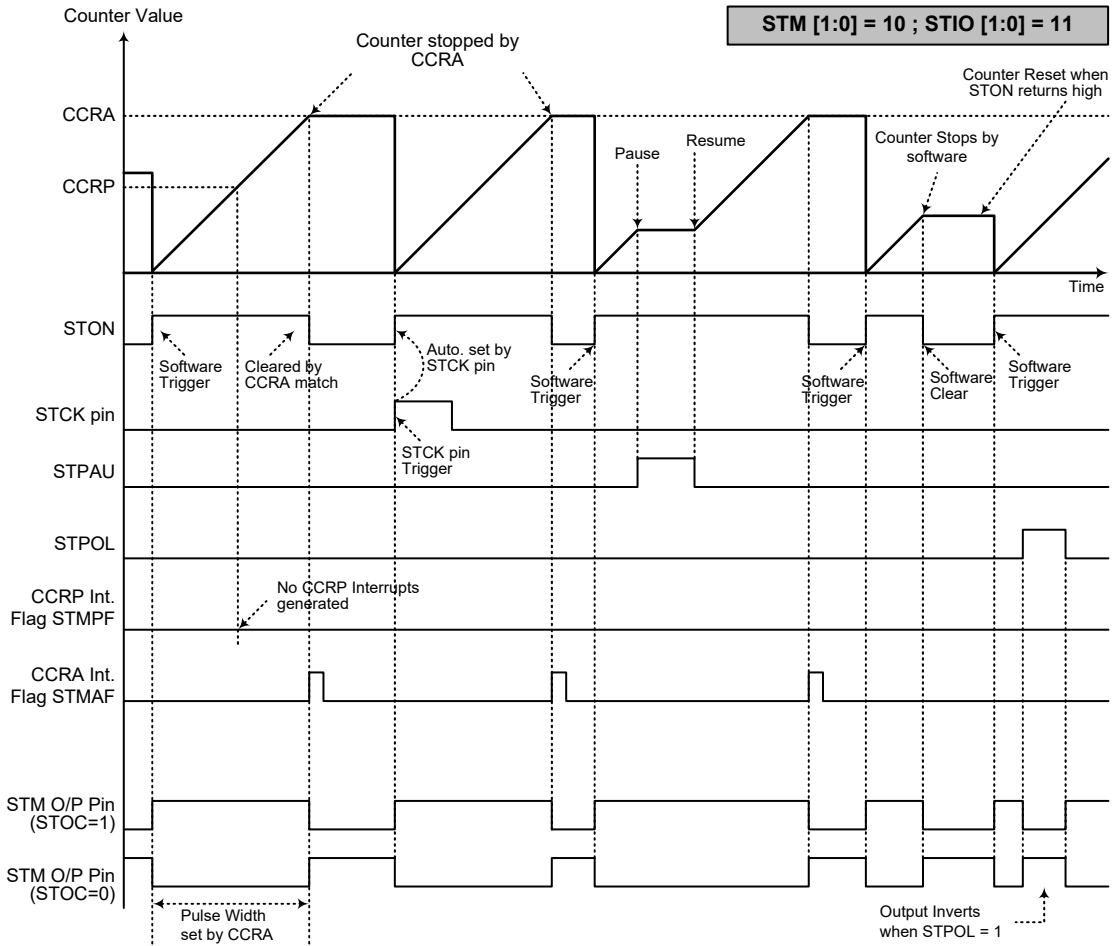 Counter Value
STM [1:0] = 10 ; STIO [1:0] = 11
Counter stopped by
CCRA
Counter Reset when
STON returns high
CCRA
Pause
Resume
Counter Stops by
software
CCRP
Time
STON
Software
Trigger
Cleared by
CCRA match
Auto. set by
STCK pin
Software
Trigger
Software
Trigger
Software
Clear
Software
Trigger
STCK pin
STCK pin
Trigger
STPAU
STPOL
No CCRP Interrupts
generated
CCRP Int.
Flag STMPF
CCRA Int.
Flag STMAF
STM O/P Pin
(STOC=1)
STM O/P Pin
(STOC=0)
Pulse Width
set by CCRA
Output Inverts
when STPOL = 1